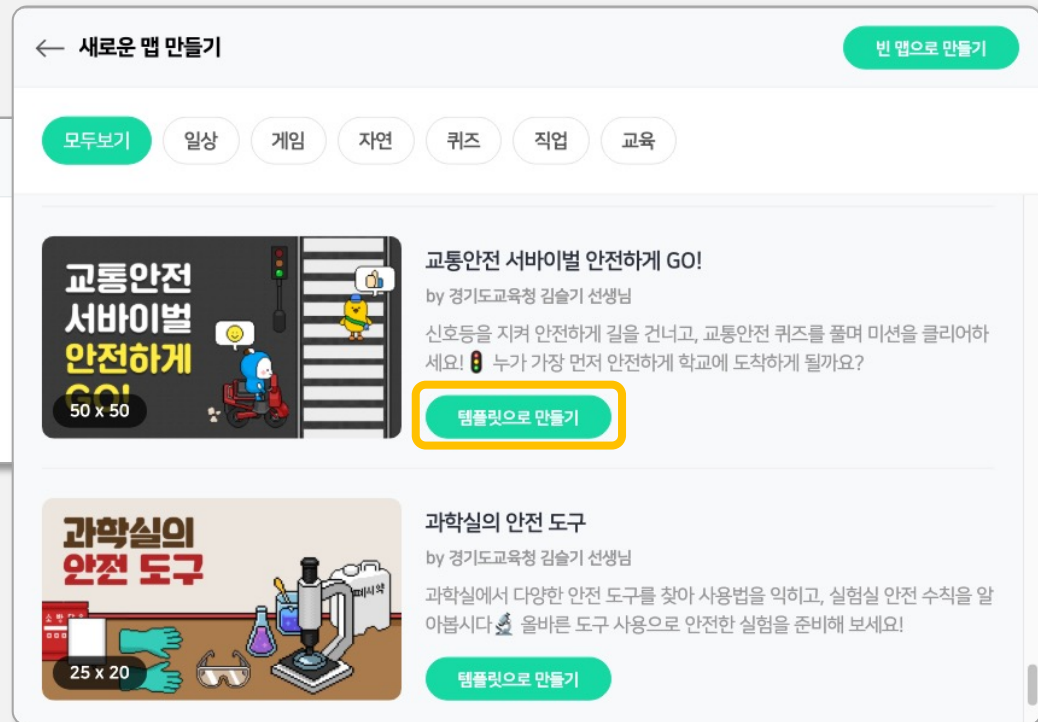 ← 새로운 맵 만들기
빈 맵으로 만들기
모두보기 일상 게임 자연 퀴즈 직업 교육
교통안전
서바이벌
안전하게
GO!
50 x 50
교통안전 서바이벌 안전하게 GO!
by 경기도교육청 김슬기 선생님
신호등을 지켜 안전하게 길을 건너고, 교통안전 퀴즈를 풀며 미션을 클리어하
세요!🚦 누가 가장 먼저 안전하게 학교에 도착하게 될까요?
템플릿으로 만들기
과학실의
안전 도구
폐시약
25 x 20
과학실의 안전 도구
by 경기도교육청 김슬기 선생님
과학실에서 다양한 안전 도구를 찾아 사용법을 익히고, 실험실 안전 수칙을 알
아봅시다🔬 올바른 도구 사용으로 안전한 실험을 준비해 보세요!
템플릿으로 만들기